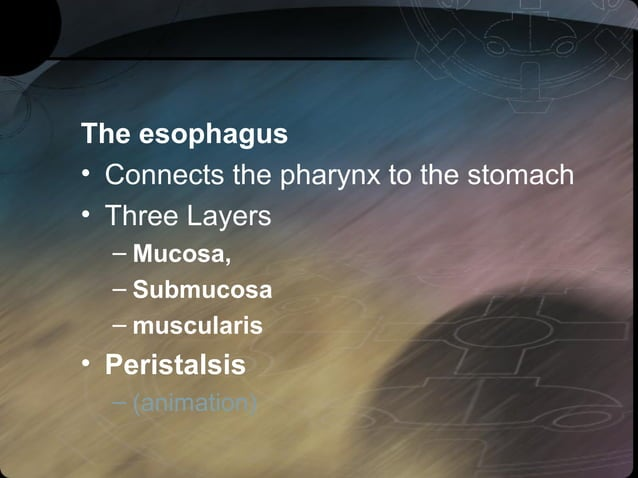 The esophagus
• Connects the pharynx to the stomach
• Three Layers
– Mucosa,
– Submucosa
– muscularis
• Peristalsis
– (animation)